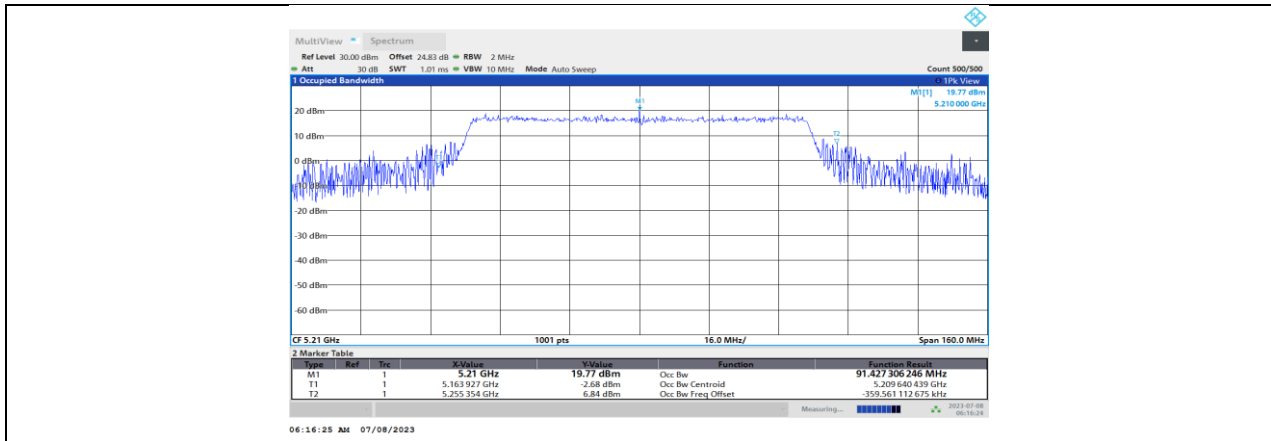 MultiView Spectrum
Ref Level 30.00 dBm Offset 24.83 dB RBW 2 MHz
Att 30 dB SWT 1.01 ms VBW 10 MHz Mode Auto Sweep Count 500/500
1 Occupied Bandwidth 1Pk View
M1[1] 19.77 dBm
5.210 000 GHz
M1
20 dBm
10 dBm
T2
T1
0 dBm
-10 dBm
-20 dBm
-30 dBm
-40 dBm
-50 dBm
-60 dBm
CF 5.21 GHz 1001 pts 16.0 MHz/ Span 160.0 MHz
2 Marker Table
Type Ref Trc X-Value Y-Value Function Function Result
M1 1 5.21 GHz 19.77 dBm Occ Bw 91.427 306 246 MHz
T1 1 5.163 927 GHz -2.68 dBm Occ Bw Centroid 5.209 640 439 GHz
T2 1 5.255 354 GHz 6.84 dBm Occ Bw Freq Offset -359.561 112 675 kHz
Measuring... 2023-07-08
06:16:24
06:16:25 AM 07/08/2023